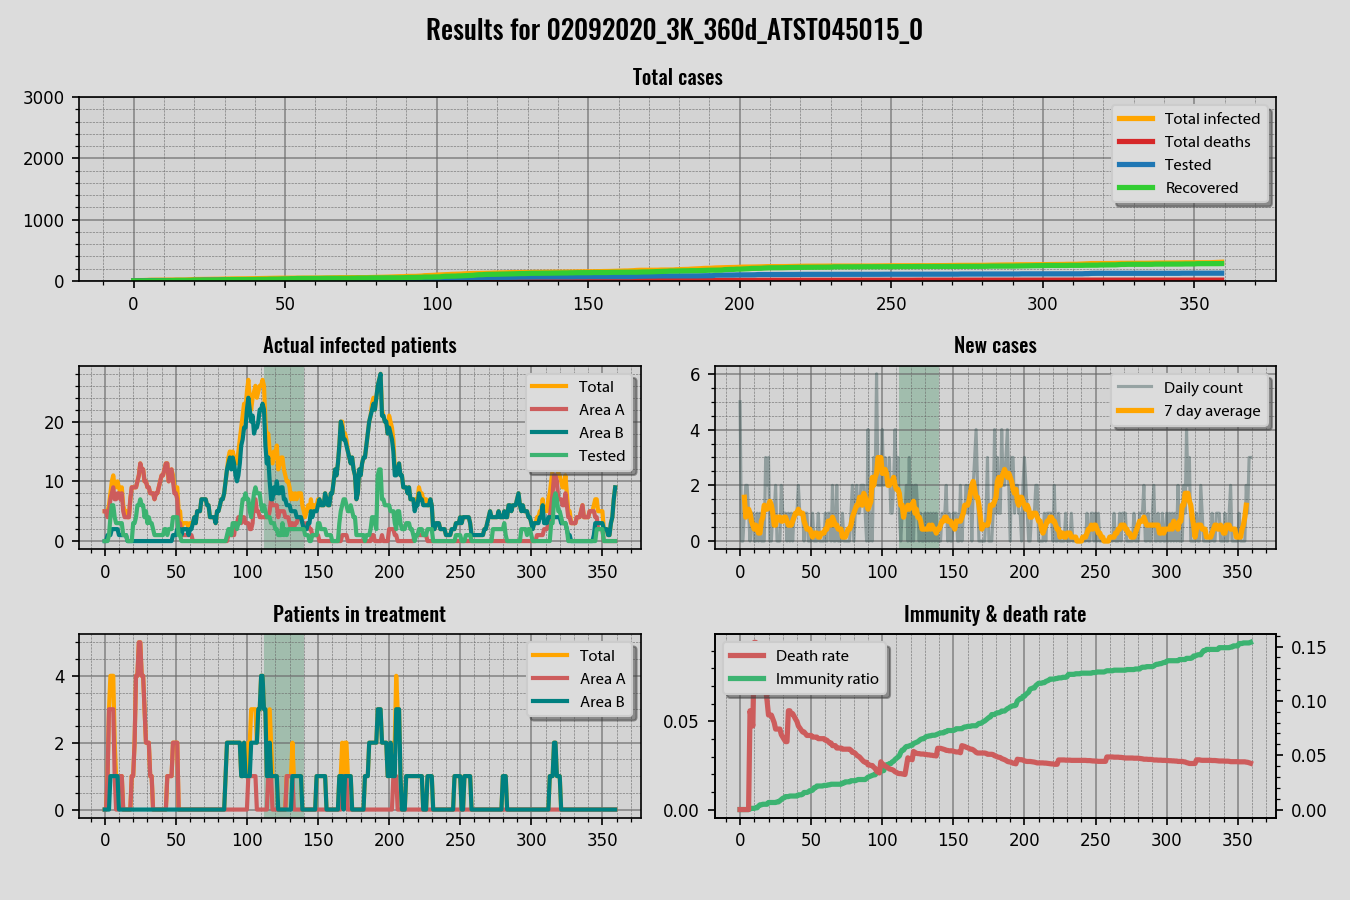 Results for 02092020_3K_360d_ATST045015_0
Total cases
3000
2000
1000
0
Total infected
Total deaths
Tested
Recovered
0 50 100 150 200 250 300 350
Actual infected patients
20
10
0
Total
Area A
Area B
Tested
0 50 100 150 200 250 300 350
New cases
6
4
2
0
Daily count
7 day average
0 50 100 150 200 250 300 350
Patients in treatment
4
2
0
Total
Area A
Area B
0 50 100 150 200 250 300 350
Immunity & death rate
0.05
0.00
Death rate
Immunity ratio
0.15
0.10
0.05
0.00
0 50 100 150 200 250 300 350